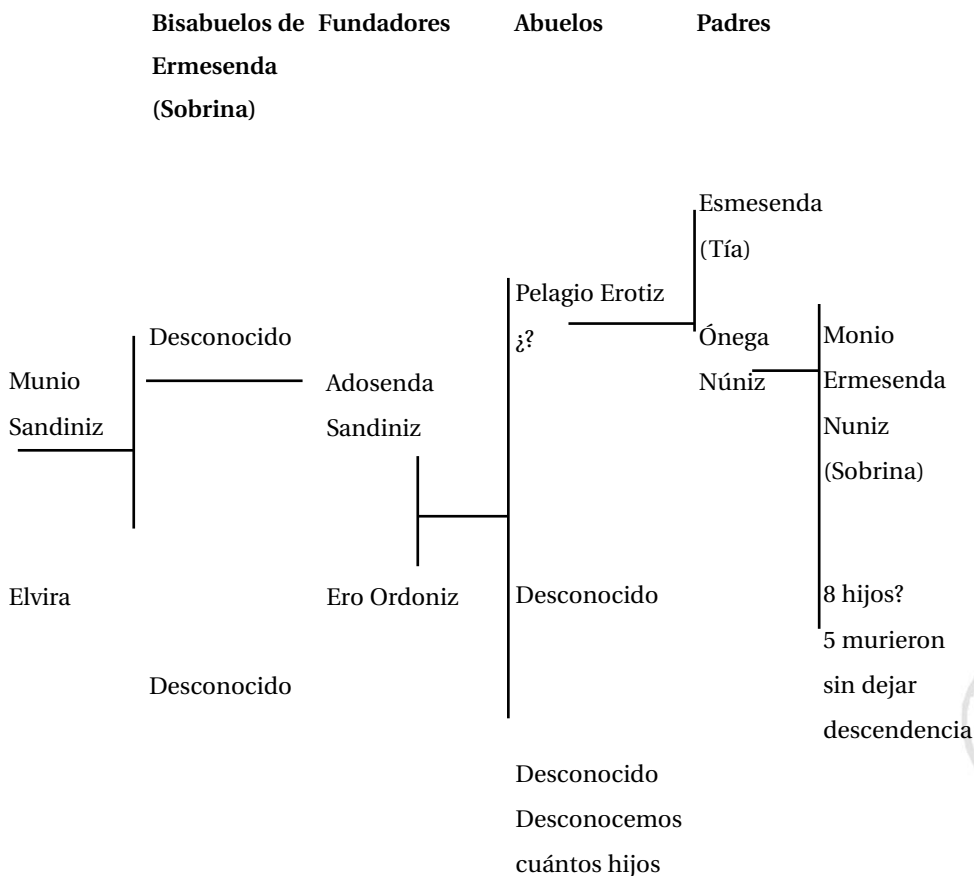 Bisabuelos de
Ermesenda
(Sobrina)
Fundadores
Abuelos
Padres
Munio
Sandiniz
Elvira
Desconocido
Desconocido
Adosenda
Sandiniz
Ero Ordoniz
Pelagio Erotiz
¿?
Desconocido
Desconocido
Desconocemos
cuántos hijos
Esmesenda
(Tía)
Ónega
Núniz
Monio
Ermesenda
Nuniz
(Sobrina)
8 hijos?
5 murieron
sin dejar
descendencia